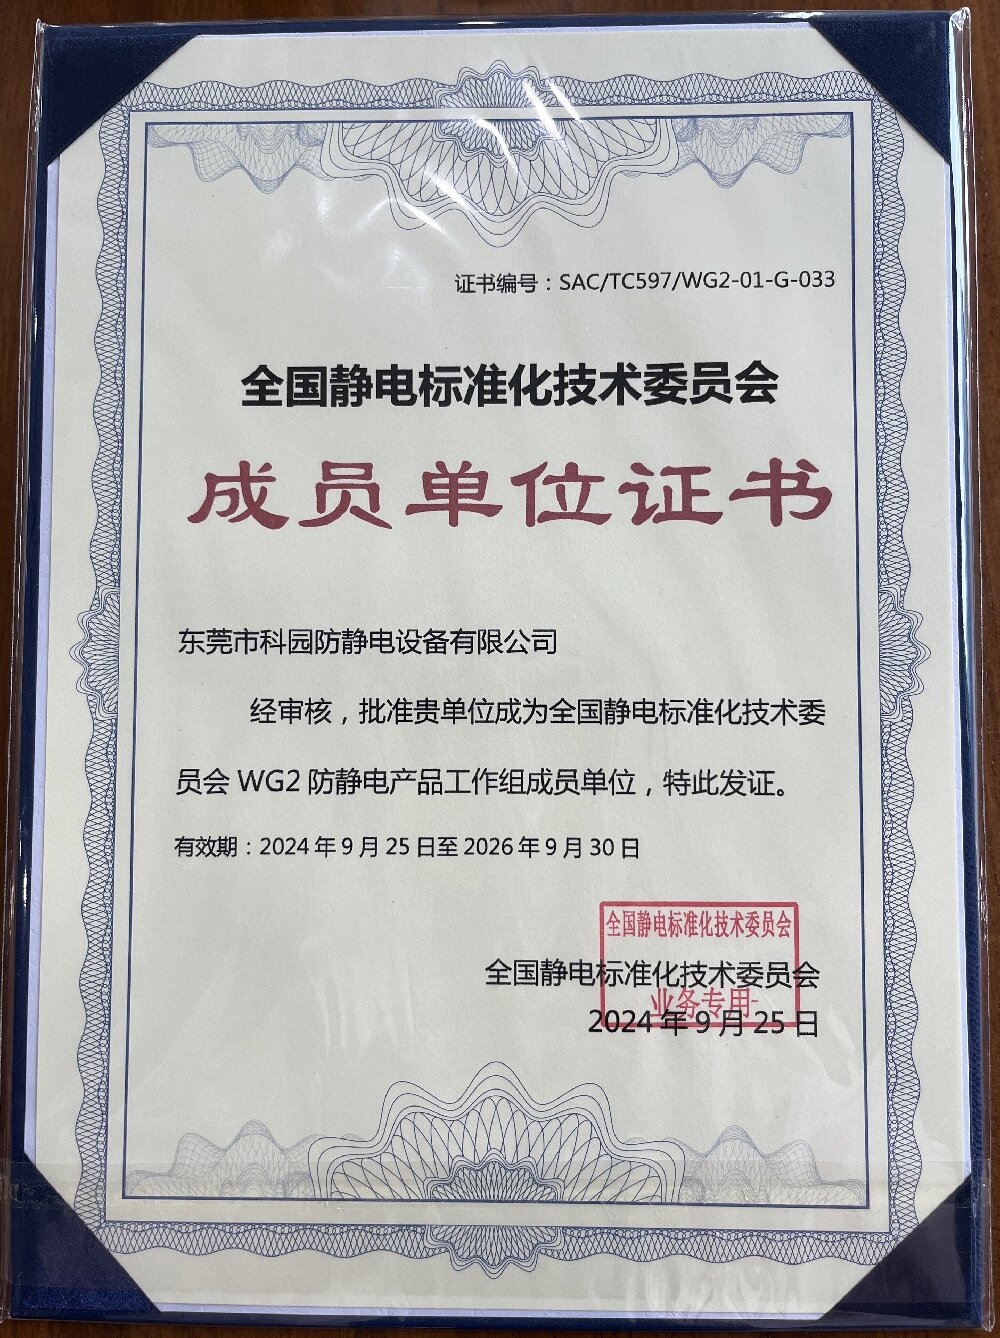 证书编号：SAC/TC597/WG2-01-G-033
全国静电标准化技术委员会
成员单位证书
东莞市科园防静电设备有限公司
经审核，批准贵单位成为全国静电标准化技术委
员会 WG2 防静电产品工作组成员单位，特此发证。
有效期：2024 年 9 月 25 日至 2026 年 9 月 30 日
全国静电标准化技术委员会
全国静电标准化技术委员会
业务专用
2024 年 9 月 25 日